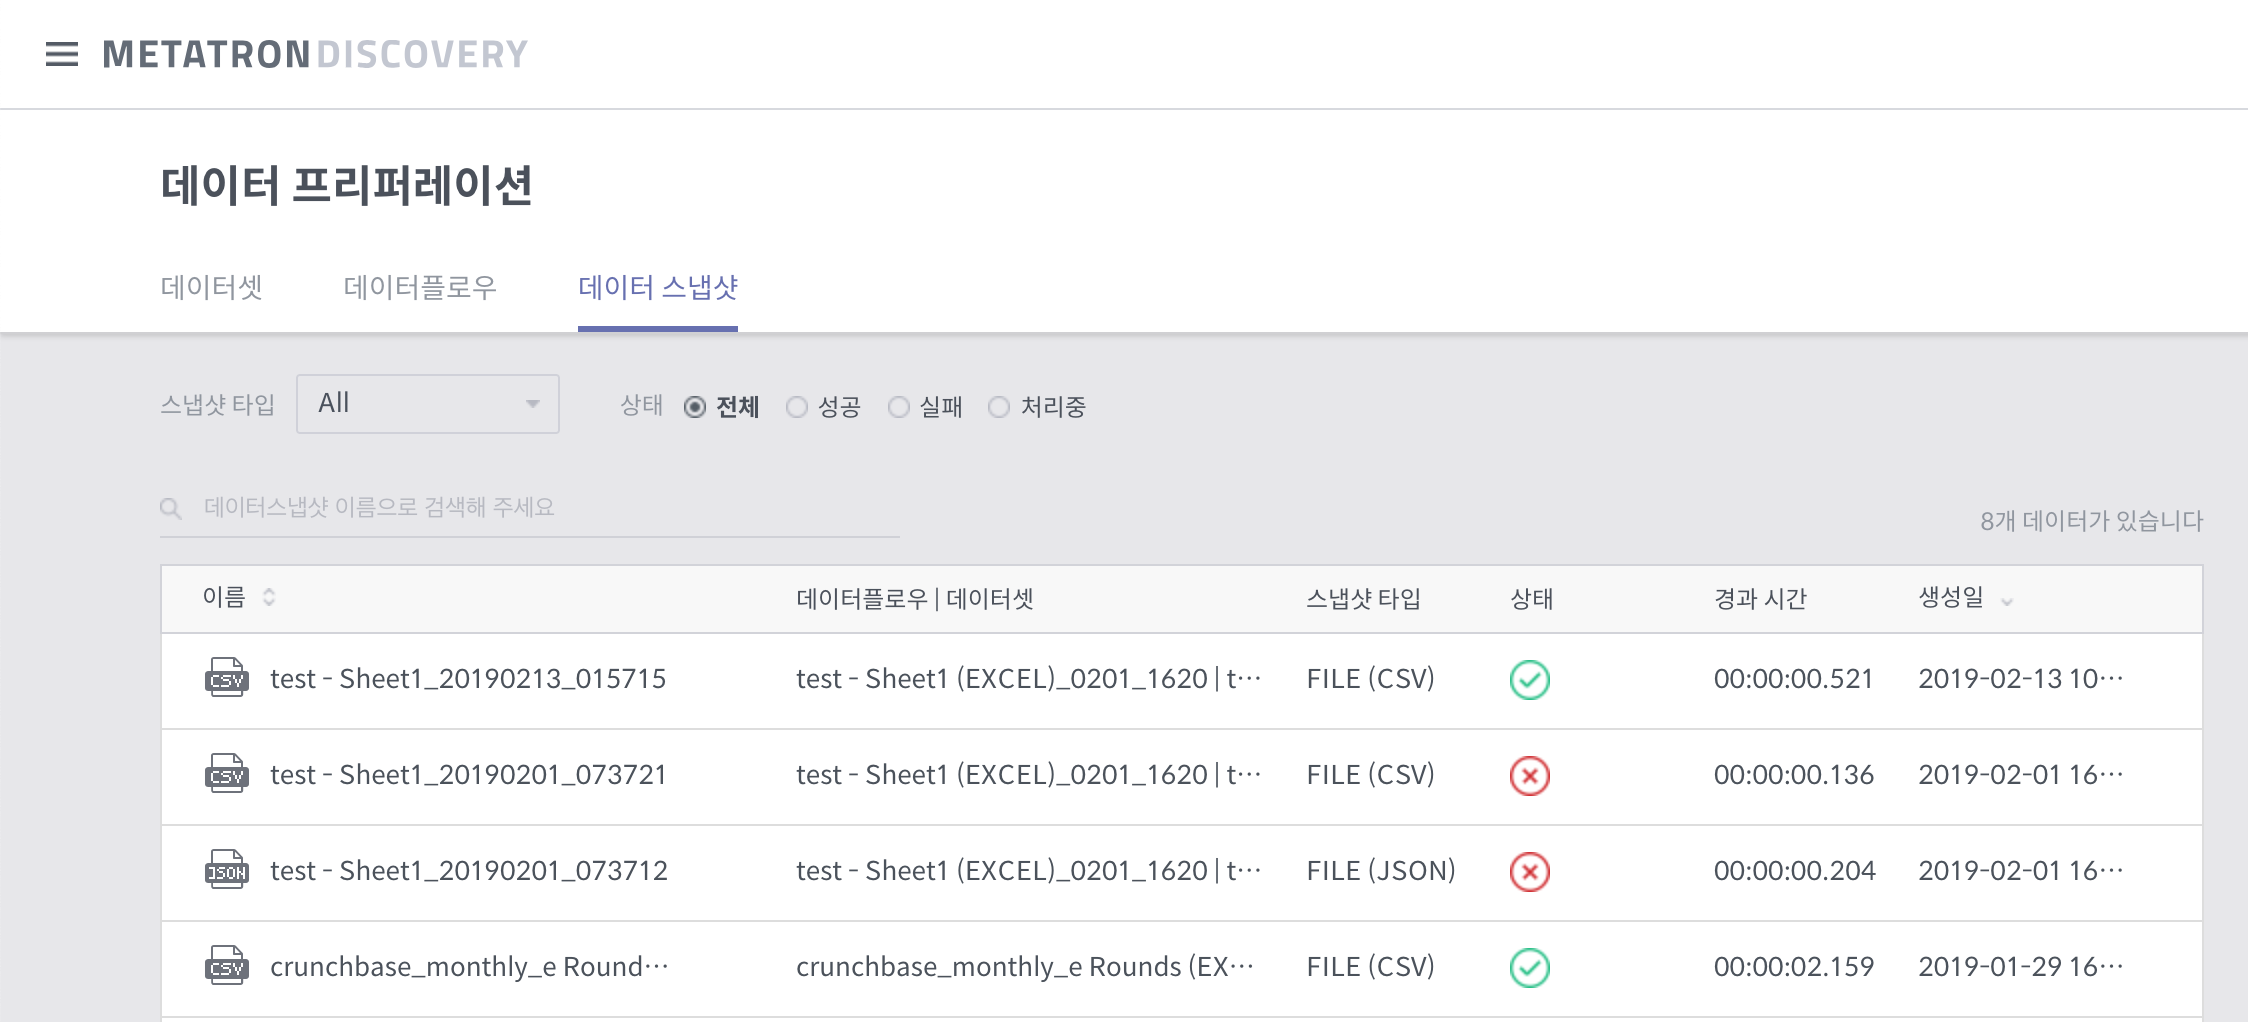 METATRONDISCOVERY
데이터 프리퍼레이션
데이터셋 데이터플로우 데이터 스냅샷
스냅샷 타입 All 상태 전체 성공 실패 처리중
데이터스냅샷 이름으로 검색해 주세요
8개 데이터가 있습니다
이름 데이터플로우 | 데이터셋 스냅샷 타입 상태 경과 시간 생성일
CSV test - Sheet1_20190213_015715 test - Sheet1 (EXCEL)_0201_1620 | t··· FILE (CSV) 00:00:00.521 2019-02-13 10···
CSV test - Sheet1_20190201_073721 test - Sheet1 (EXCEL)_0201_1620 | t··· FILE (CSV) 00:00:00.136 2019-02-01 16···
JSON test - Sheet1_20190201_073712 test - Sheet1 (EXCEL)_0201_1620 | t··· FILE (JSON) 00:00:00.204 2019-02-01 16···
CSV crunchbase_monthly_e Round··· crunchbase_monthly_e Rounds (EX··· FILE (CSV) 00:00:02.159 2019-01-29 16···